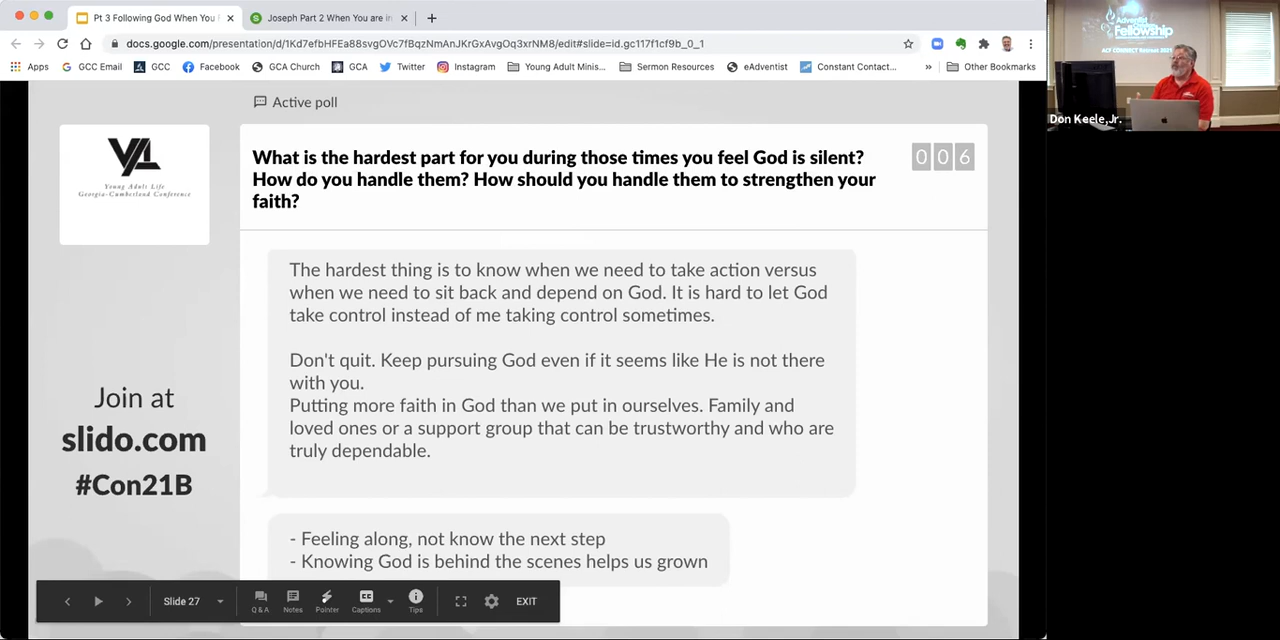 Pt 3 Following God When You F
Joseph Part 2 When You are in
docs.google.com/presentation/d/1Kd7efbHFEa88svgOVc7fBqzNmAnJKrGxAvgOq3xrNM8/edit#slide=id.gc117f1cf9b_0_1
Apps GCC Email GCC Facebook GCA Church GCA Twitter Instagram Young Adult Minis... Sermon Resources eAdventist Constant Contact... » Other Bookmarks
Adventist
Fellowship
ACF CONNECT Retreat 2021
Don Keele,Jr.
Active poll
YAL
Young Adult Life
Georgia-Cumberland Conference
What is the hardest part for you during those times you feel God is silent?
How do you handle them? How should you handle them to strengthen your
faith?
006
The hardest thing is to know when we need to take action versus
when we need to sit back and depend on God. It is hard to let God
take control instead of me taking control sometimes.
Don't quit. Keep pursuing God even if it seems like He is not there
with you.
Putting more faith in God than we put in ourselves. Family and
loved ones or a support group that can be trustworthy and who are
truly dependable.
Join at
slido.com
#Con21B
- Feeling along, not know the next step
- Knowing God is behind the scenes helps us grown
Slide 27
Q & A Notes Pointer Captions Tips
EXIT